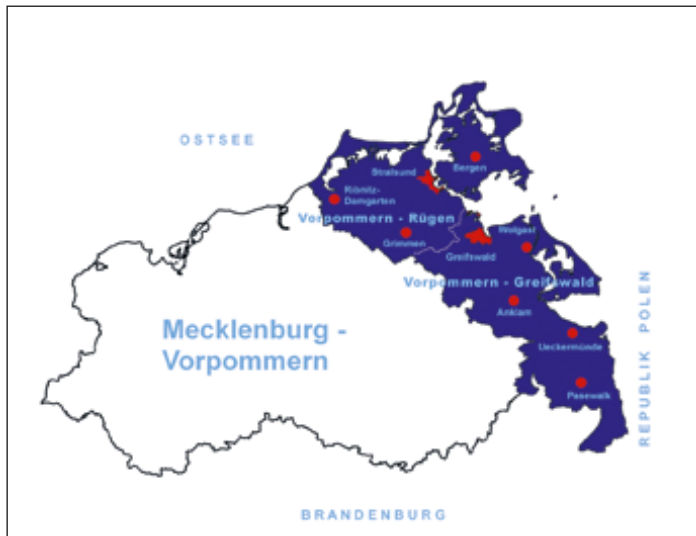 OSTSEE
Stralsund
Bergen
Ribnitz-
Damgarten
Vorpommern - Rügen
Wolgast
Grimmen
Greifswald
Vorpommern - Greifswald
Anklam
Mecklenburg -
Vorpommern
Ueckermünde
Pasewalk
REPUBLIK POLEN
BRANDENBURG